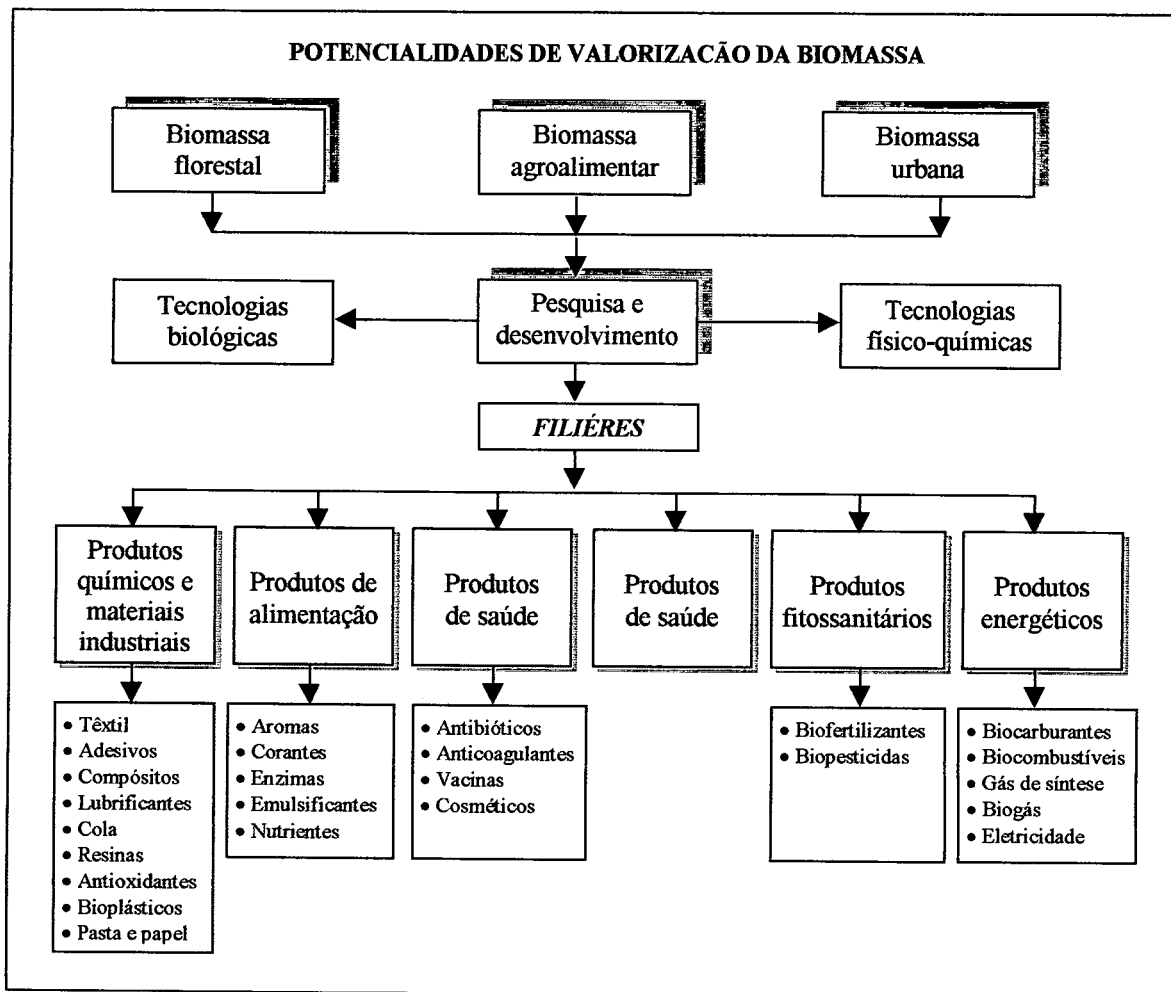 POTENCIALIDADES DE VALORIZACÃO DA BIOMASSA
Biomassa
florestal
Biomassa
agroalimentar
Biomassa
urbana
Tecnologias
biológicas
Pesquisa e
desenvolvimento
Tecnologias
físico-químicas
FILIÉRES
Produtos
químicos e
materiais
industriais
Produtos de
alimentação
Produtos
de saúde
Produtos
de saúde
Produtos
fitossanitários
Produtos
energéticos
• Têxtil
• Adesivos
• Compósitos
• Lubrificantes
• Cola
• Resinas
• Antioxidantes
• Bioplásticos
• Pasta e papel
• Aromas
• Corantes
• Enzimas
• Emulsificantes
• Nutrientes
• Antibióticos
• Anticoagulantes
• Vacinas
• Cosméticos
• Biofertilizantes
• Biopesticidas
• Biocarburantes
• Biocombustíveis
• Gás de síntese
• Biogás
• Eletricidade